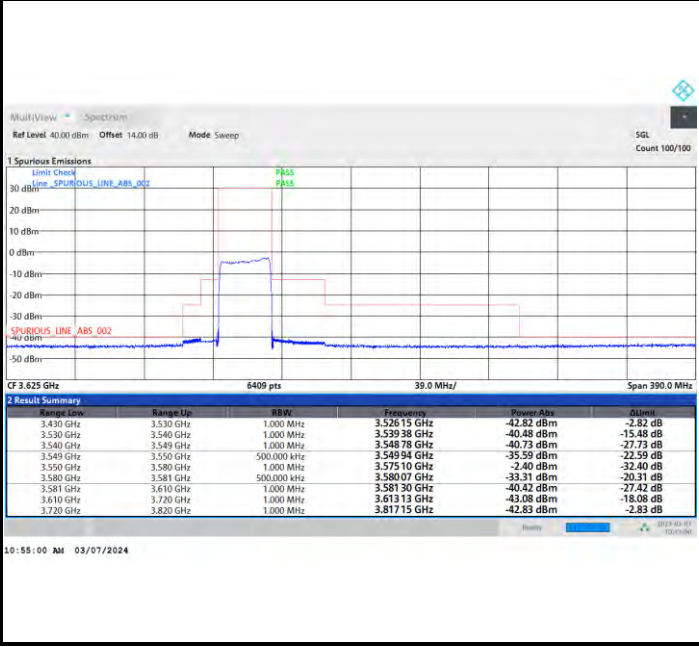 MultiView Spectrum
Ref Level 40.00 dBm Offset 14.00 dB Mode Sweep SGL
Count 100/100
1 Spurious Emissions
Limit Check PASS
Line _SPURIOUS_LINE_ABS_002 PASS
30 dBm
20 dBm
10 dBm
0 dBm
-10 dBm
-20 dBm
-30 dBm
SPURIOUS_LINE_ABS_002
-40 dBm
-50 dBm
CF 3.625 GHz 6409 pts 39.0 MHz/ Span 390.0 MHz
2 Result Summary
Range Low Range Up RBW Frequency Power Abs ΔLimit
3.430 GHz 3.530 GHz 1.000 MHz 3.526 15 GHz -42.82 dBm -2.82 dB
3.530 GHz 3.540 GHz 1.000 MHz 3.539 38 GHz -40.48 dBm -15.48 dB
3.540 GHz 3.549 GHz 1.000 MHz 3.548 78 GHz -40.73 dBm -27.73 dB
3.549 GHz 3.550 GHz 500.000 kHz 3.549 94 GHz -35.59 dBm -22.59 dB
3.550 GHz 3.580 GHz 1.000 MHz 3.575 10 GHz -2.40 dBm -32.40 dB
3.580 GHz 3.581 GHz 500.000 kHz 3.580 07 GHz -33.31 dBm -20.31 dB
3.581 GHz 3.610 GHz 1.000 MHz 3.581 30 GHz -40.42 dBm -27.42 dB
3.610 GHz 3.720 GHz 1.000 MHz 3.613 13 GHz -43.08 dBm -18.08 dB
3.720 GHz 3.820 GHz 1.000 MHz 3.817 15 GHz -42.83 dBm -2.83 dB
Ready
10:55:00 AM 03/07/2024